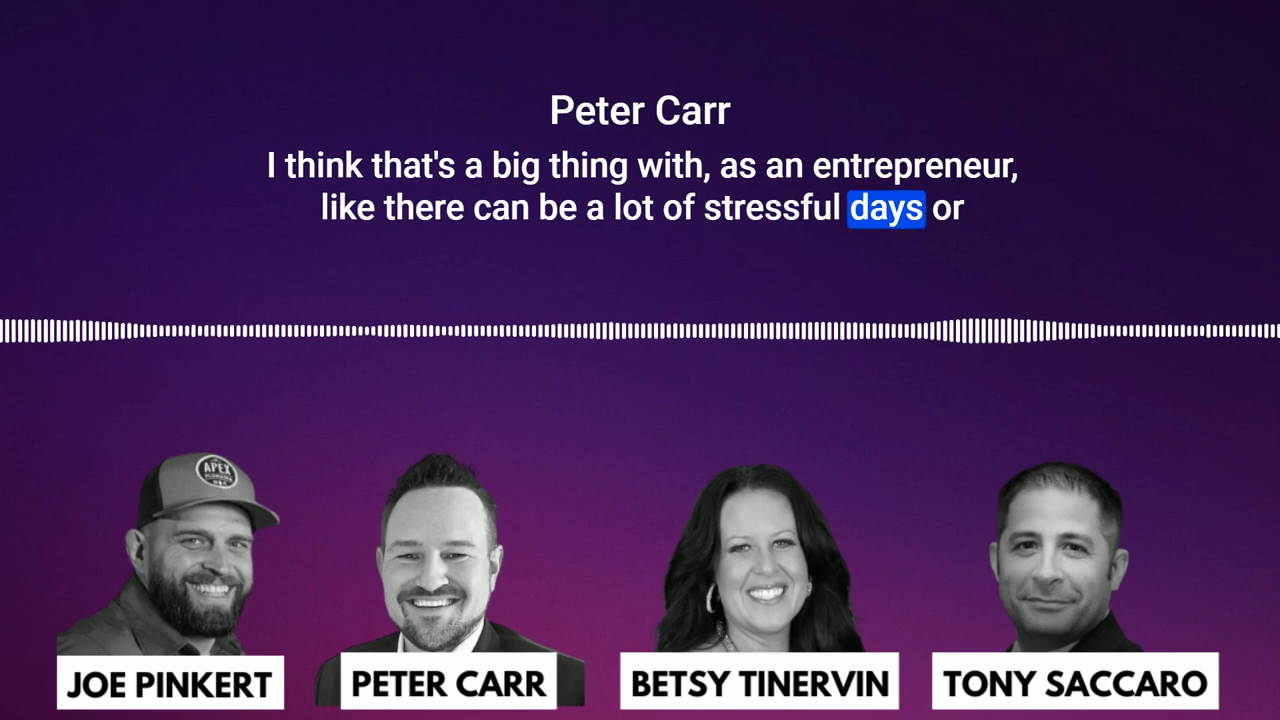 Peter Carr
I think that's a big thing with, as an entrepreneur,
like there can be a lot of stressful days or
APEX
JOE PINKERT
PETER CARR
BETSY TINERVIN
TONY SACCARO